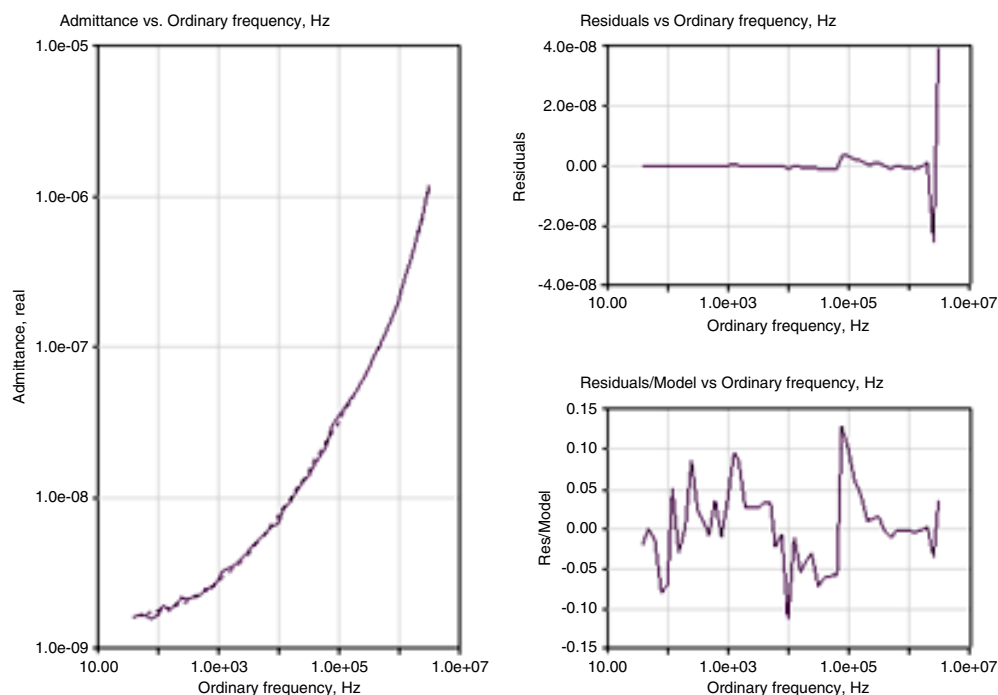 Admittance vs. Ordinary frequency, Hz
1.0e-05
1.0e-06
1.0e-07
1.0e-08
1.0e-09
Admittance, real
10.00 1.0e+03 1.0e+05 1.0e+07
Ordinary frequency, Hz
Residuals vs Ordinary frequency, Hz
4.0e-08
2.0e-08
0.00
-2.0e-08
-4.0e-08
Residuals
10.00 1.0e+03 1.0e+05 1.0e+07
Ordinary frequency, Hz
Residuals/Model vs Ordinary frequency, Hz
0.15
0.10
0.05
0.00
-0.05
-0.10
-0.15
Res/Model
10.00 1.0e+03 1.0e+05 1.0e+07
Ordinary frequency, Hz